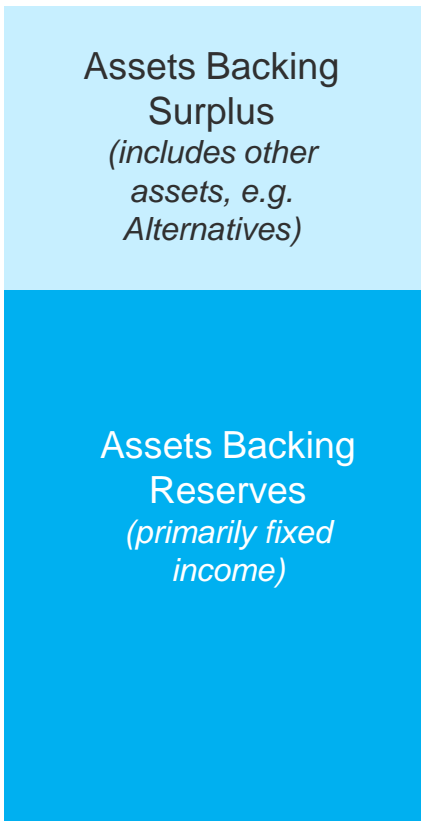 Assets Backing
Surplus
(includes other
assets, e.g.
Alternatives)
Assets Backing
Reserves
(primarily fixed
income)